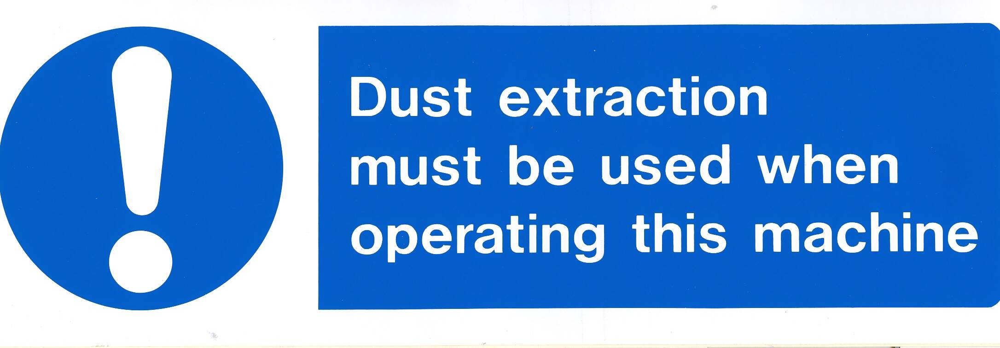 Dust extraction
must be used when
operating this machine